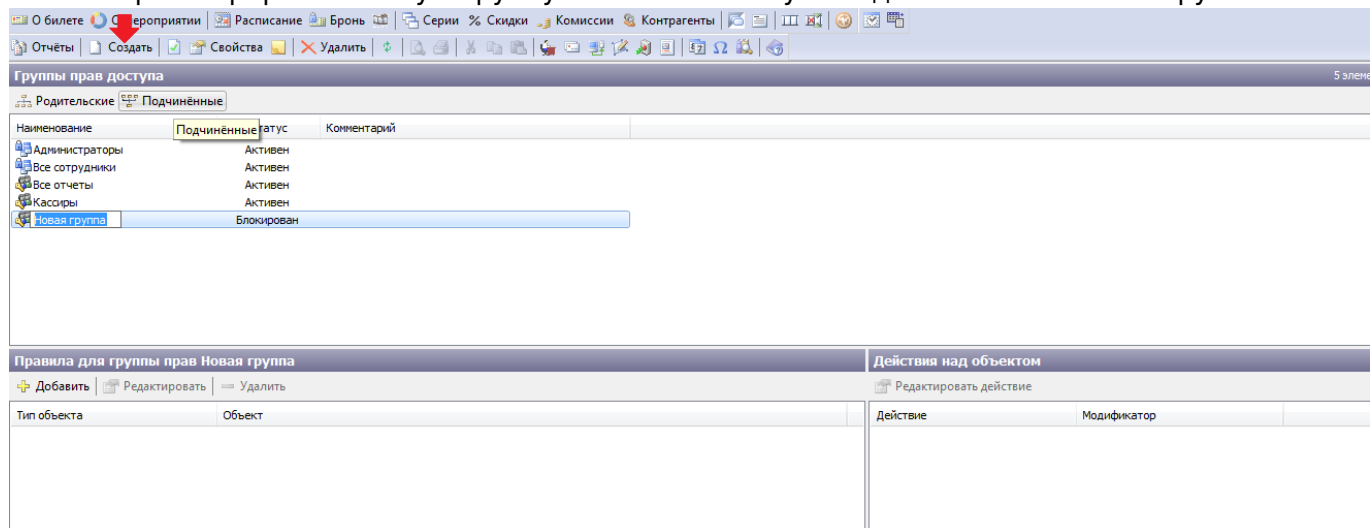 О билете О мероприятии Расписание Бронь Серии % Скидки Комиссии Контрагенты
Отчёты Создать Свойства Удалить
Группы прав доступа 5 элем
Родительские Подчинённые
Наименование Подчинённые татус Комментарий
Администраторы Активен
Все сотрудники Активен
Все отчеты Активен
Кассиры Активен
Новая группа Блокирован
Правила для группы прав Новая группа Действия над объектом
Добавить Редактировать Удалить Редактировать действие
Тип объекта Объект Действие Модификатор